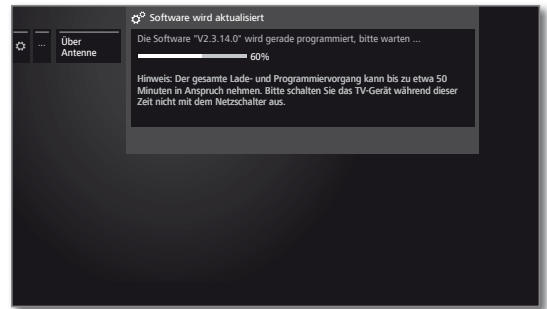 Software wird aktualisiert
...
Über
Antenne
Die Software "V2.3.14.0" wird gerade programmiert, bitte warten ...
60%
Hinweis: Der gesamte Lade- und Programmiervorgang kann bis zu etwa 50
Minuten in Anspruch nehmen. Bitte schalten Sie das TV-Gerät während dieser
Zeit nicht mit dem Netzschalter aus.